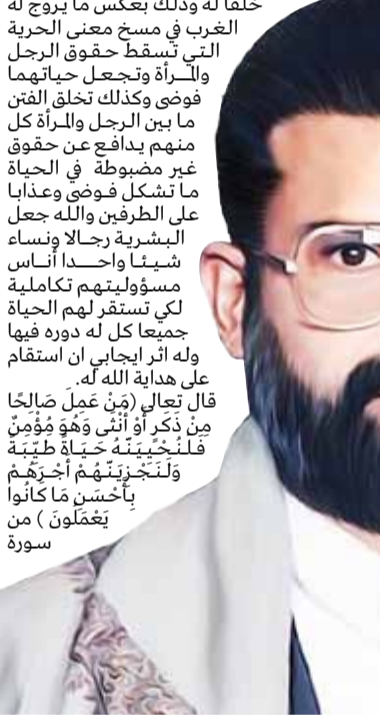 خلقا له وذلك بعكس ما يروج له
الغرب في مسخ معنى الحرية
التي تسقط حقوق الرجل
والمـرأة وتجعل حياتهما
فوضى وكذلك تخلق الفتن
ما بين الرجل والمرأة كل
منهم يدافع عن حقوق
غير مضبوطة في الحياة
ما تشكل فوضى وعذابا
على الطرفين والله جعل
البشرية رجالا ونساء
شيئا واحـدا أنـاس
مسؤوليتهم تكاملية
لكي تستقر لهم الحياة
جميعا كل له دوره فيها
وله اثر ايجابي ان استقام
على هداية الله له.
قال تعالى (مَنْ عَمِلَ صَالِحًا
مِنْ ذَكَرٍ أَوْ أُنْثَى وَهُوَ مُؤْمِنٌ
فَلَنُحْيِيَنَّهُ حَيَاةً طَيِّبَةً
وَلَنَجْزِيَنَّهُمْ أَجْرَهُمْ
بِأَحْسَنِ مَا كَانُوا
يَعْمَلُونَ ) من
سورة